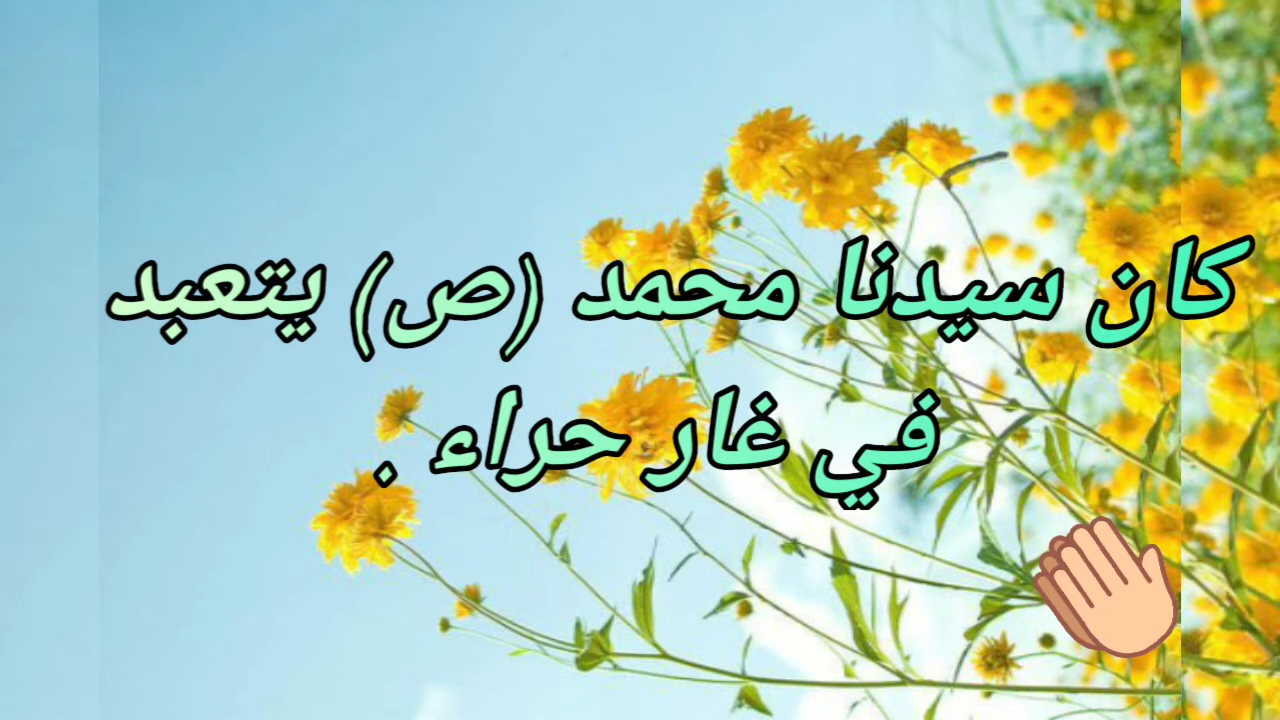 كان سيدنا محمد (ص) يتعبد
في غار حراء .